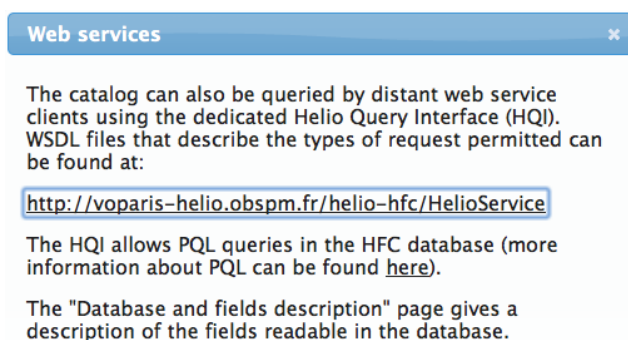 Web services ×
The catalog can also be queried by distant web service
clients using the dedicated Helio Query Interface (HQI).
WSDL files that describe the types of request permitted can
be found at:
http://voparis-helio.obspm.fr/helio-hfc/HelioService
The HQI allows PQL queries in the HFC database (more
information about PQL can be found here).
The "Database and fields description" page gives a
description of the fields readable in the database.